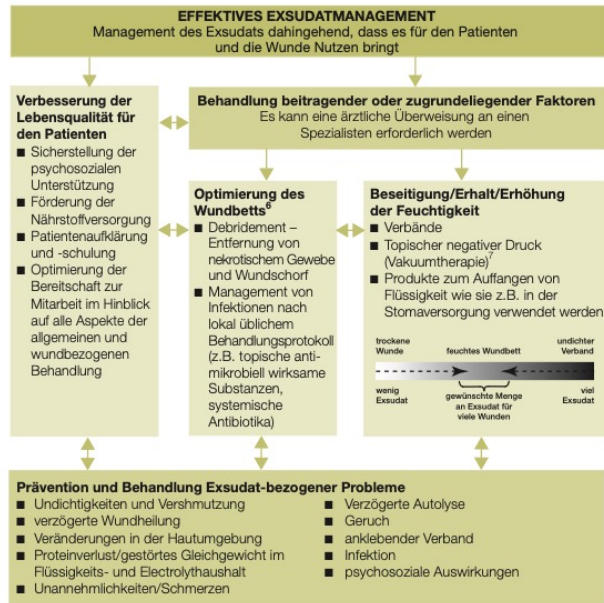 EFFEKTIVES EXSUDATMANAGEMENT
Management des Exsudats dahingehend, dass es für den Patienten
und die Wunde Nutzen bringt
Verbesserung der
Lebensqualität für
den Patienten
■ Sicherstellung der
psychosozialen
Unterstützung
■ Förderung der
Nährstoffversorgung
■ Patientenaufklärung
und -schulung
■ Optimierung der
Bereitschaft zur
Mitarbeit im Hinblick
auf alle Aspekte der
allgemeinen und
wundbezogenen
Behandlung
Behandlung beitragender oder zugrundeliegender Faktoren
Es kann eine ärztliche Überweisung an einen
Spezialisten erforderlich werden
Optimierung des
Wundbetts⁶
■ Debridement –
Entfernung von
nekrotischem Gewebe
und Wundschorf
■ Management von
Infektionen nach
lokal üblichem
Behandlungsprotokoll
(z.B. topische anti-
mikrobiell wirksame
Substanzen,
systemische
Antibiotika)
Beseitigung/Erhalt/Erhöhung
der Feuchtigkeit
■ Verbände
■ Topischer negativer Druck
(Vakuumtherapie)⁷
■ Produkte zum Auffangen von
Flüssigkeit wie sie z.B. in der
Stomaversorgung verwendet werden
trockene
Wunde
feuchtes Wundbett
undichter
Verband
wenig
Exsudat
gewünschte Menge
an Exsudat für
viele Wunden
viel
Exsudat
Prävention und Behandlung Exsudat-bezogener Probleme
■ Undichtigkeiten und Vershmutzung
■ verzögerte Wundheilung
■ Veränderungen in der Hautumgebung
■ Proteinverlust/gestörtes Gleichgewicht im
Flüssigkeits- und Electrolythaushalt
■ Unannehmlichkeiten/Schmerzen
■ Verzögerte Autolyse
■ Geruch
■ anklebender Verband
■ Infektion
■ psychosoziale Auswirkungen